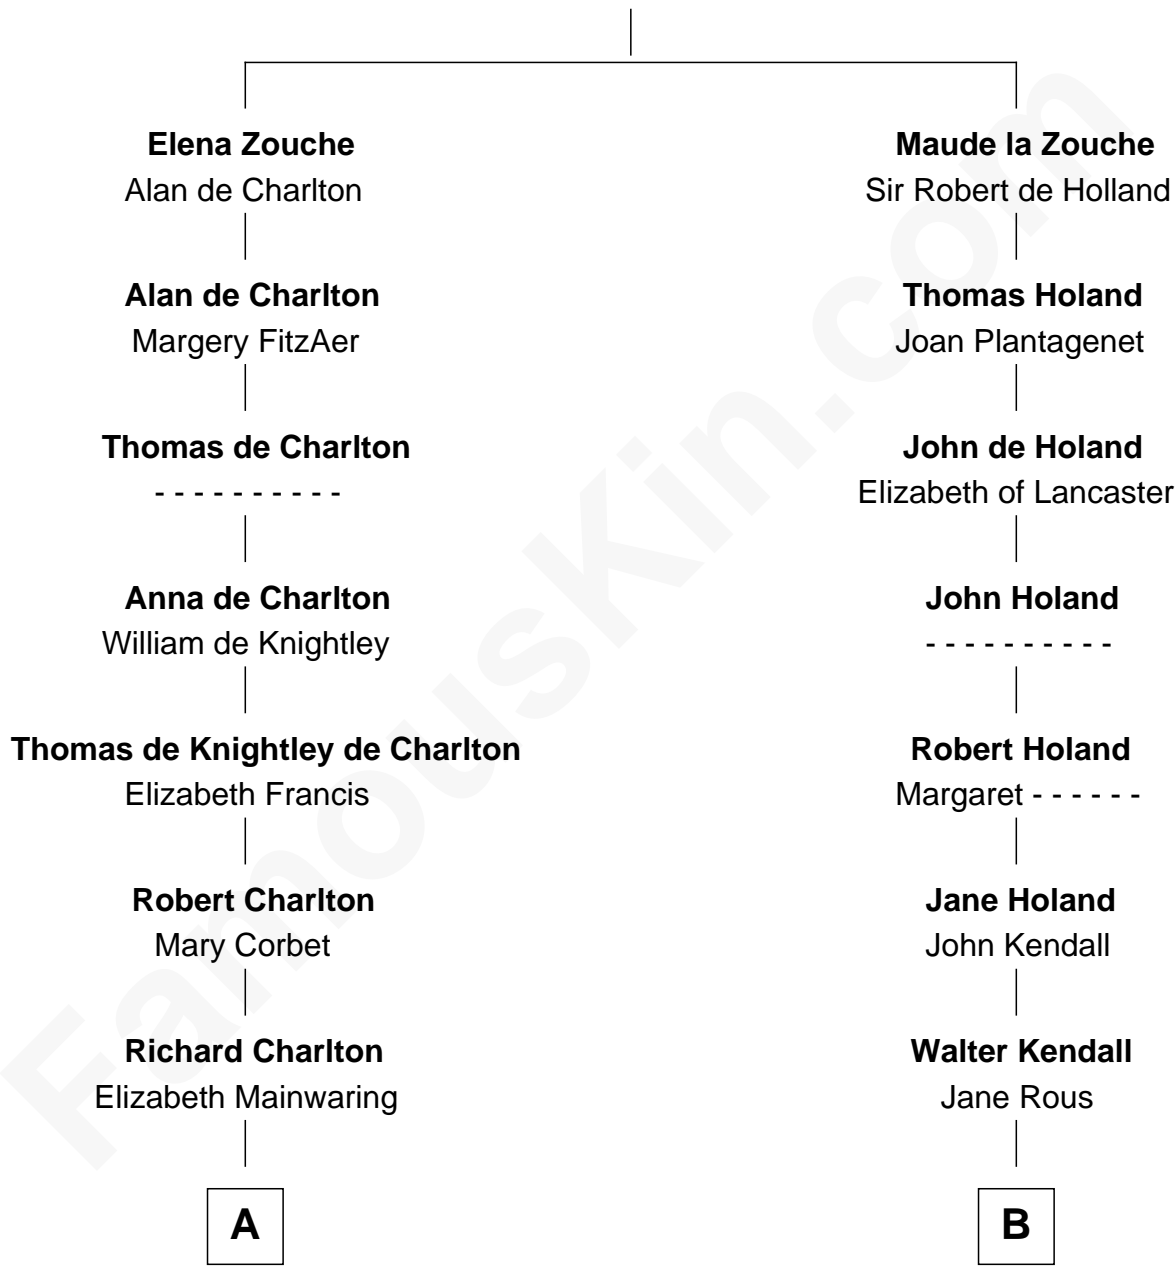 Elena Zouche
Alan de Charlton
Alan de Charlton
Margery FitzAer
Thomas de Charlton
- - - - - - - - - -
Anna de Charlton
William de Knightley
Thomas de Knightley de Charlton
Elizabeth Francis
Robert Charlton
Mary Corbet
Richard Charlton
Elizabeth Mainwaring
A
Maude la Zouche
Sir Robert de Holland
Thomas Holand
Joan Plantagenet
John de Holand
Elizabeth of Lancaster
John Holand
- - - - - - - - - -
Robert Holand
Margaret - - - - - -
Jane Holand
John Kendall
Walter Kendall
Jane Rous
B
FamousKin.com